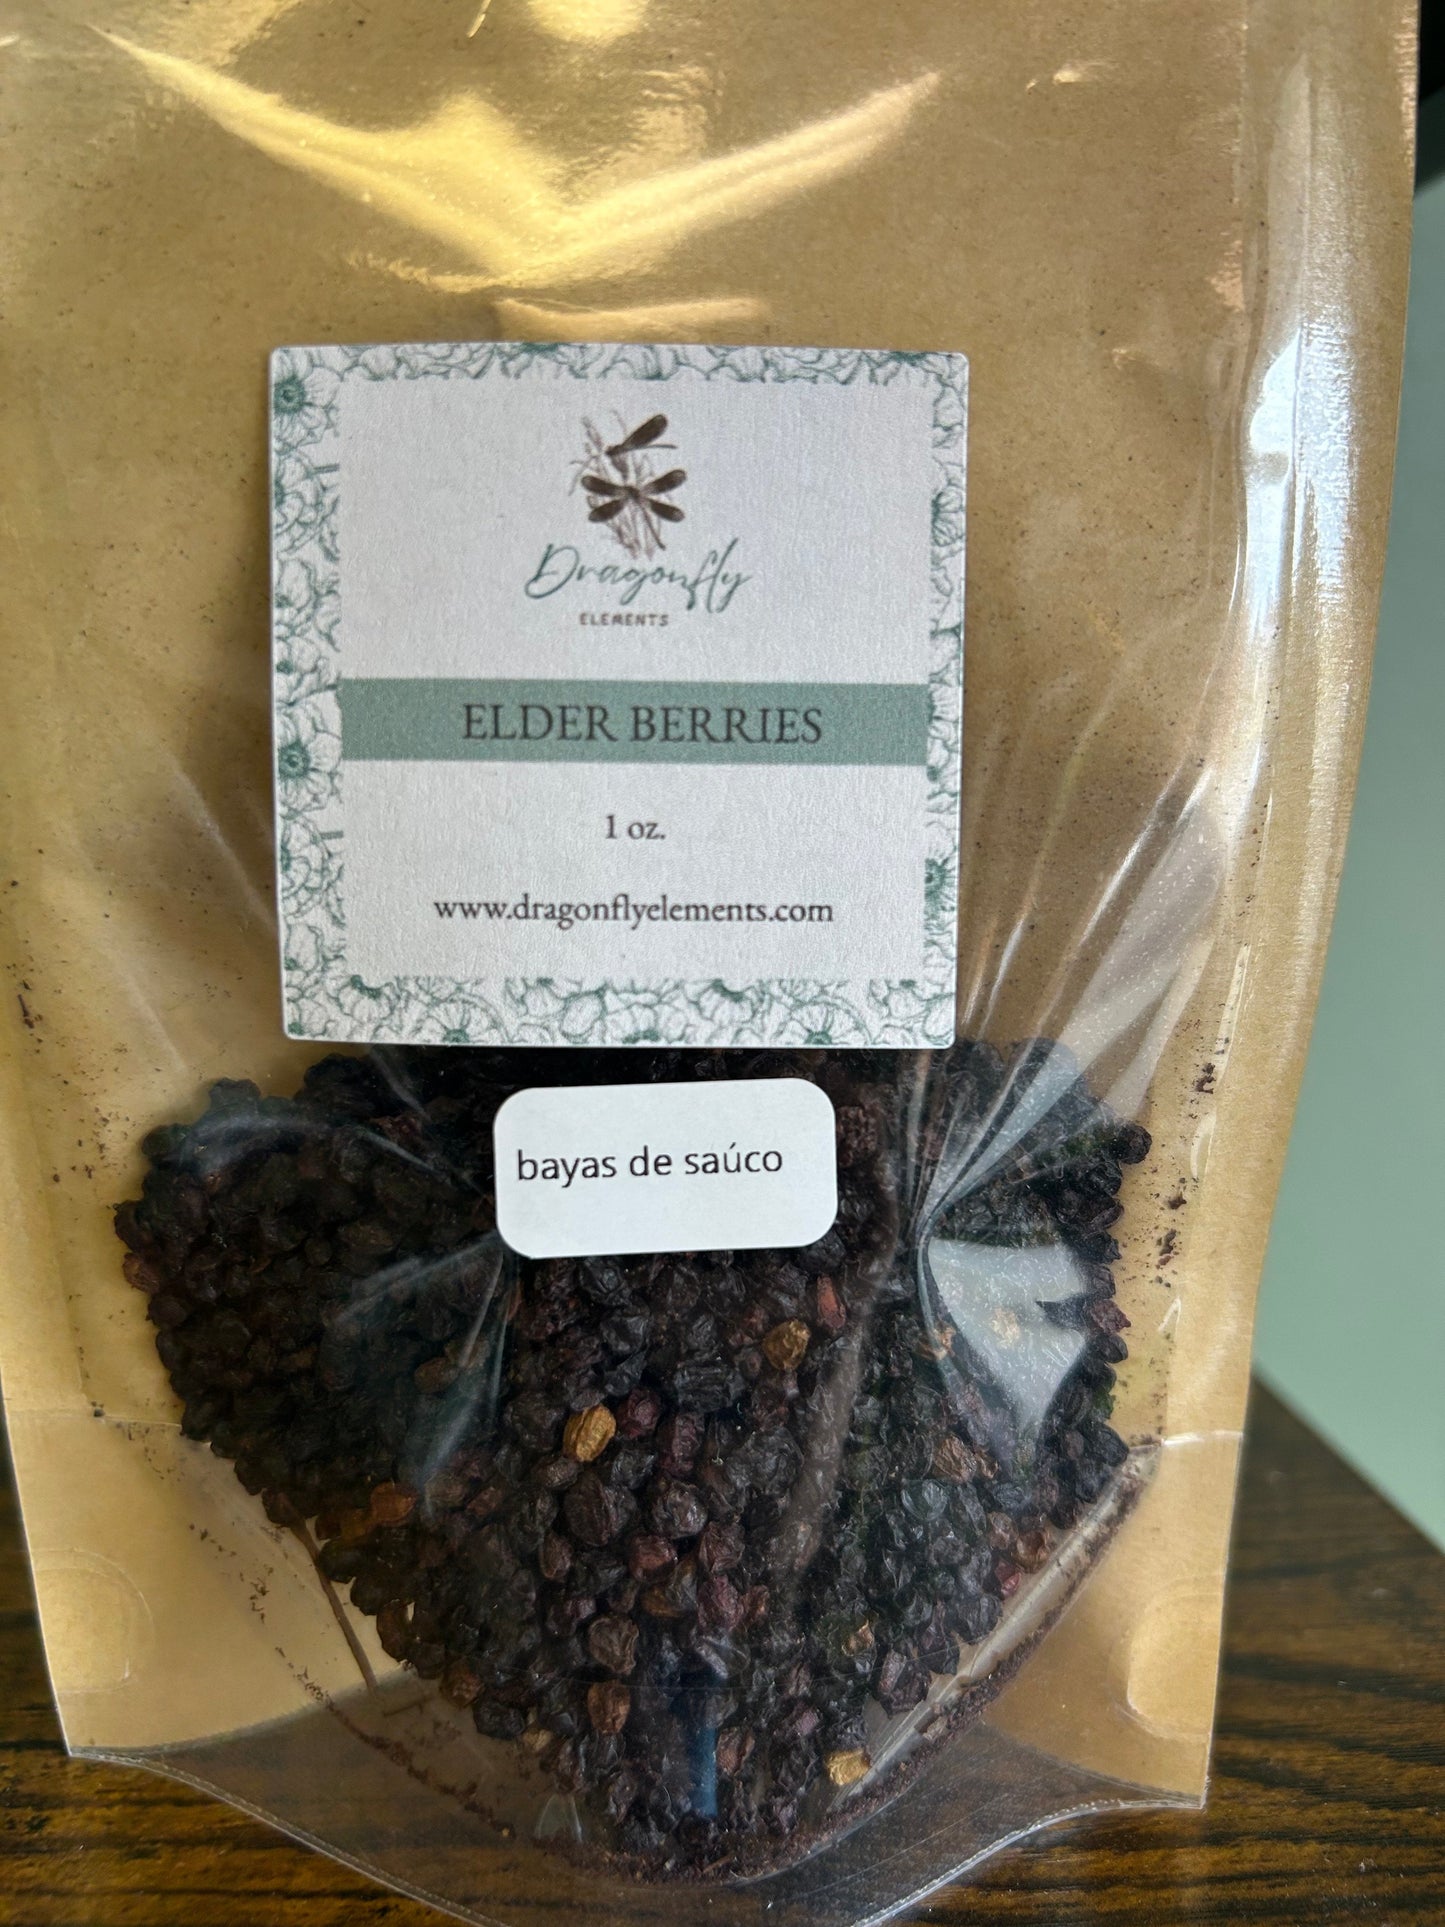 Dragonfly
ELEMENTS
ELDER BERRIES
1 oz.
www.dragonflyelements.com
bayas de saúco